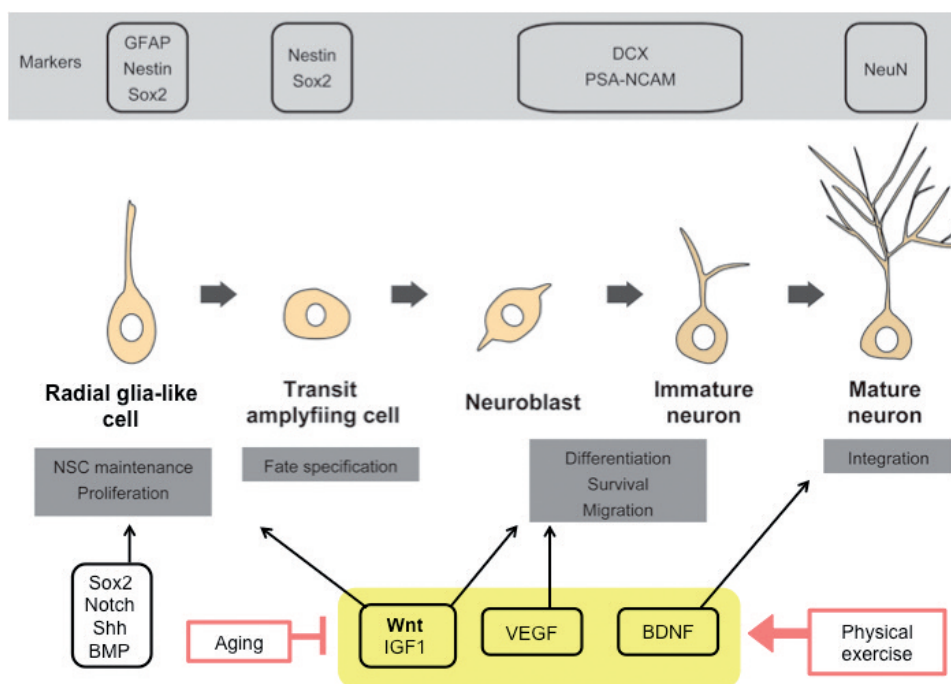 Markers
GFAP
Nestin
Sox2
Nestin
Sox2
DCX
PSA-NCAM
NeuN
Radial glia-like
cell
Transit
amplyfiing cell
Neuroblast
Immature
neuron
Mature
neuron
NSC maintenance
Proliferation
Fate specification
Differentiation
Survival
Migration
Integration
Sox2
Notch
Shh
BMP
Aging
Wnt
IGF1
VEGF
BDNF
Physical
exercise